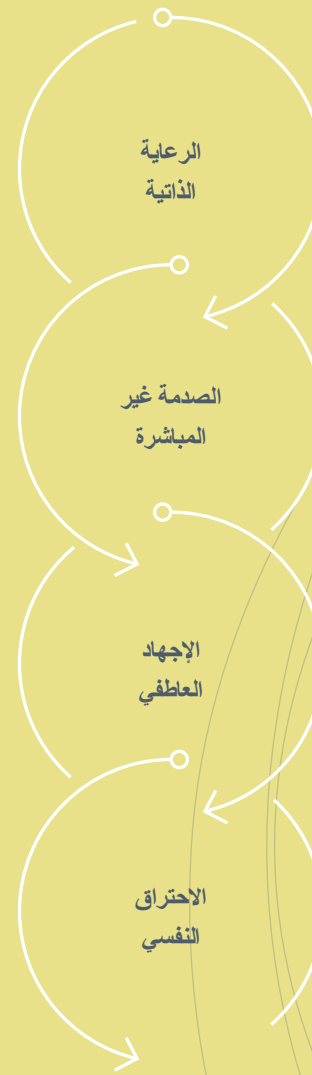 الرعاية
الذاتية
الصدمة غير
المباشرة
الإجهاد
العاطفي
الاحتراق
النفسي